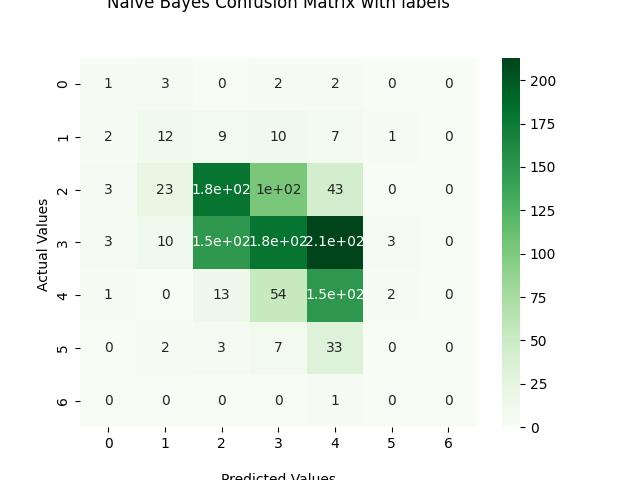 Naive Bayes Confusion Matrix with labels
0 1 3 0 2 2 0 0
1 2 12 9 10 7 1 0
2 3 23 1.8e+02 1e+02 43 0 0
3 3 10 1.5e+02 1.8e+02 2.1e+02 3 0
4 1 0 13 54 1.5e+02 2 0
5 0 2 3 7 33 0 0
6 0 0 0 0 1 0 0
0 1 2 3 4 5 6
Actual Values
Predicted Values
200
175
150
125
100
75
50
25
0